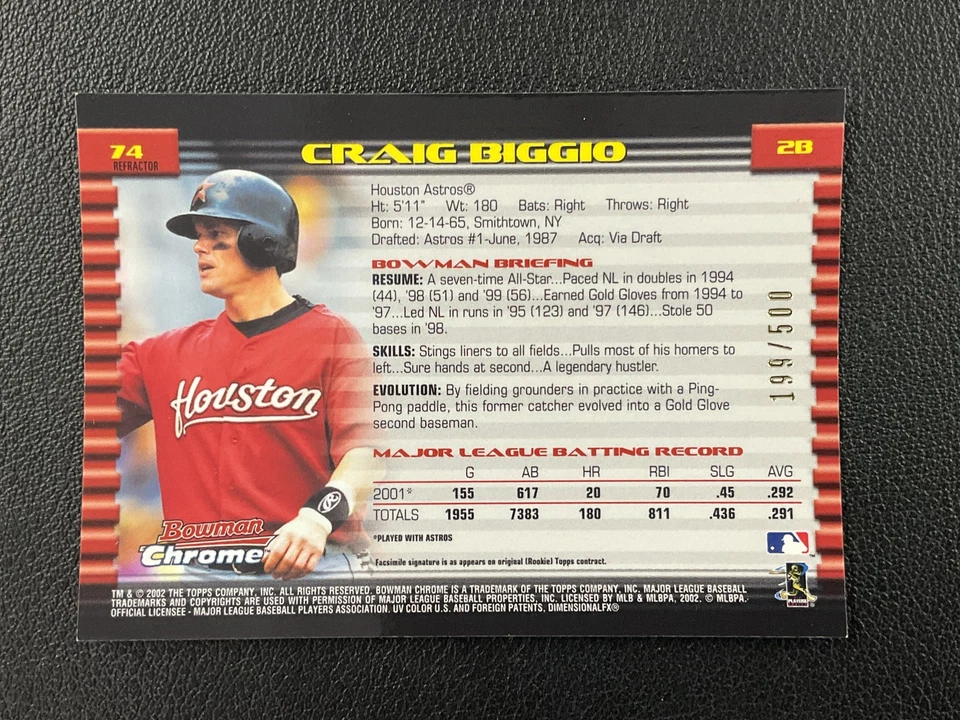 74
REFRACTOR
CRAIG BIGGIO
2B
Houston Astros®
Ht: 5'11" Wt: 180 Bats: Right Throws: Right
Born: 12-14-65, Smithtown, NY
Drafted: Astros #1-June, 1987 Acq: Via Draft
BOWMAN BRIEFING
RESUME: A seven-time All-Star...Paced NL in doubles in 1994
(44), '98 (51) and '99 (56)...Earned Gold Gloves from 1994 to
'97...Led NL in runs in '95 (123) and '97 (146)...Stole 50
bases in '98.
SKILLS: Stings liners to all fields...Pulls most of his homers to
left...Sure hands at second...A legendary hustler.
EVOLUTION: By fielding grounders in practice with a Ping-
Pong paddle, this former catcher evolved into a Gold Glove
second baseman.
199/500
Houston
MAJOR LEAGUE BATTING RECORD
G AB HR RBI SLG AVG
2001* 155 617 20 70 .45 .292
TOTALS 1955 7383 180 811 .436 .291
*PLAYED WITH ASTROS
Facsimile signature is as appears on original (Rookie) Topps contract.
Bowman
Chrome
TM & © 2002 THE TOPPS COMPANY, INC. ALL RIGHTS RESERVED. BOWMAN CHROME IS A TRADEMARK OF THE TOPPS COMPANY, INC. MAJOR LEAGUE BASEBALL
TRADEMARKS AND COPYRIGHTS ARE USED WITH PERMISSION OF MAJOR LEAGUE BASEBALL PROPERTIES, INC. LICENSED BY MLB & MLBPA, 2002. © MLBPA.
OFFICIAL LICENSEE - MAJOR LEAGUE BASEBALL PLAYERS ASSOCIATION. UV COLOR U.S. AND FOREIGN PATENTS, DIMENSIONALFX®